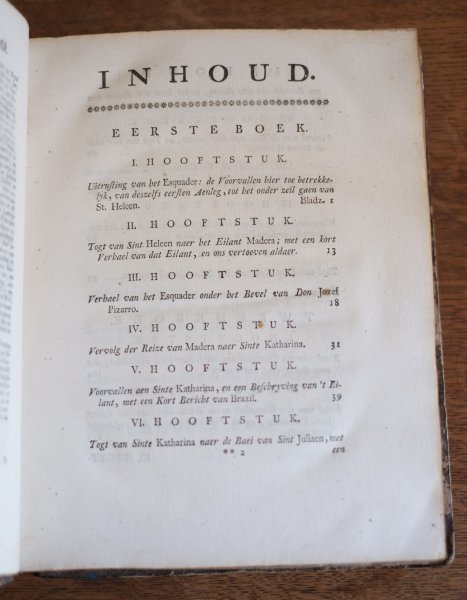 INHOUD.
EERSTE BOEK.
I. HOOFTSTUK.
Uitrusting van het Esquader: de Voorvallen hier toe betrekke-
lyk, van deszelfs eersten Aenleg, tot het onder zeil gaen van
St. Heleen. Bladz. 1
II. HOOFTSTUK.
Togt van Sint Heleen naer het Eilant Madera; met een kort
Verhael van dat Eilant, en ons vertoeven aldaer. 13
III. HOOFTSTUK.
Verhael van het Esquader onder het Bevel van Don Jozef
Pizarro. 18
IV. HOOFTSTUK.
Vervolg der Reize van Madera naer Sinte Katharina. 31
V. HOOFTSTUK.
Voorvallen aen Sinte Katharina, en een Beschryving van 't Ei-
lant, met een Kort Bericht van Brazil. 39
VI. HOOFTSTUK.
Togt van Sinte Katharina naer de Baei van Sint Juliaen, met
** 2 een